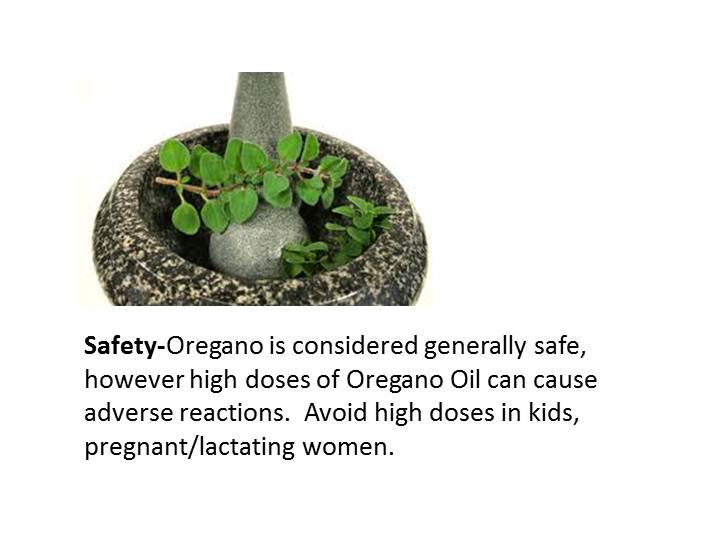 Safety-Oregano is considered generally safe,
however high doses of Oregano Oil can cause
adverse reactions.  Avoid high doses in kids,
pregnant/lactating women.